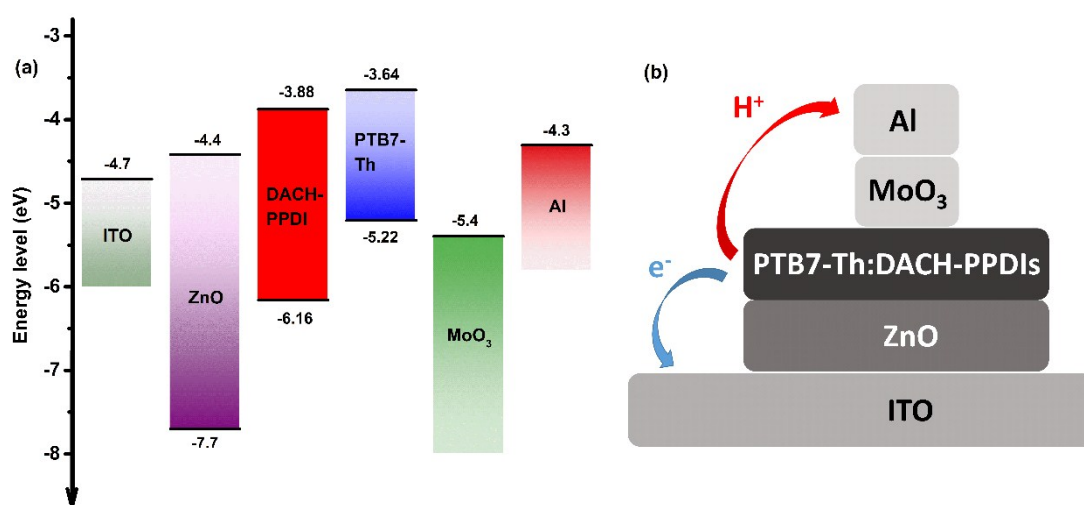 (a)
Energy level (eV)
-3
-4
-5
-6
-7
-8
-4.7
ITO
-4.4
ZnO
-7.7
-3.88
DACH-
PPDI
-6.16
-3.64
PTB7-
Th
-5.22
-5.4
MoO₃
-4.3
Al
(b)
H⁺
e⁻
Al
MoO₃
PTB7-Th:DACH-PPDIs
ZnO
ITO